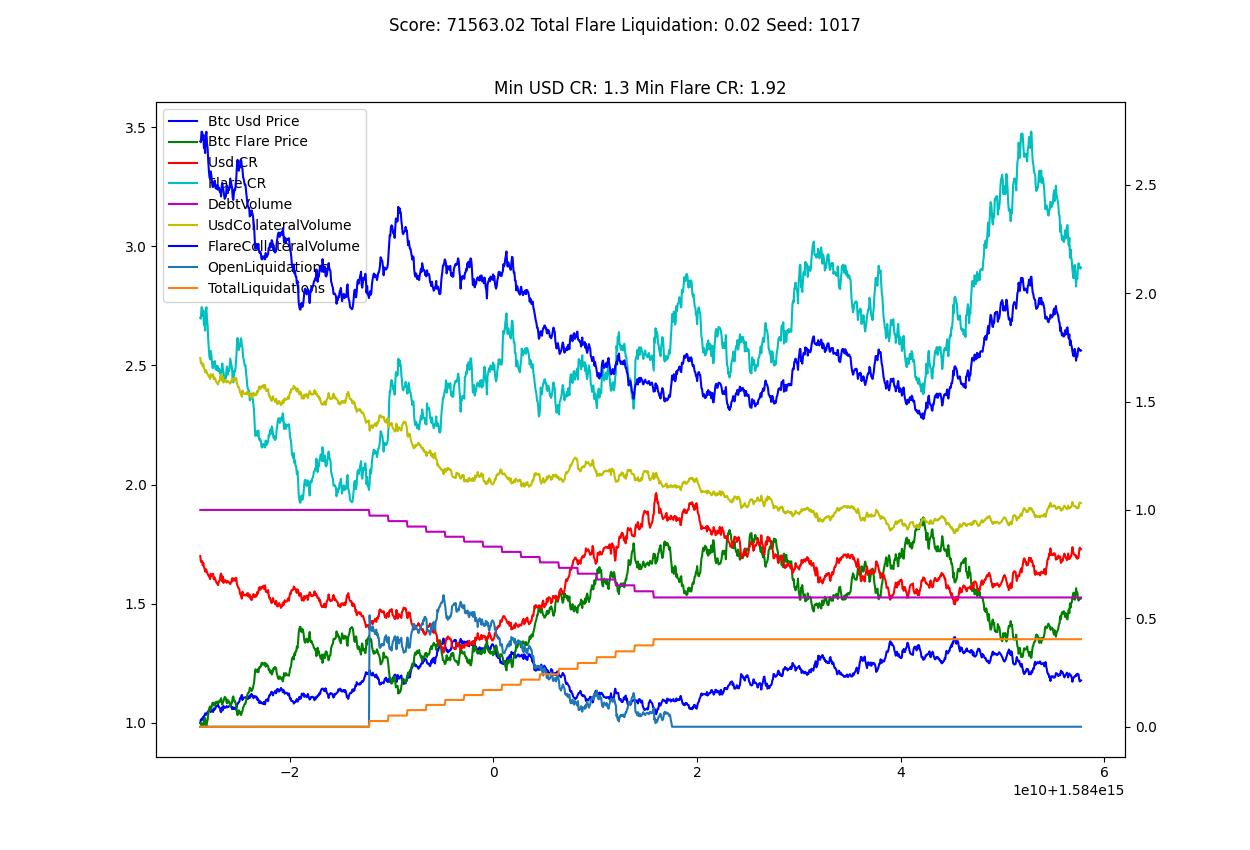 Score: 71563.02 Total Flare Liquidation: 0.02 Seed: 1017
Min USD CR: 1.3 Min Flare CR: 1.92
Btc Usd Price
Btc Flare Price
Usd CR
Flare CR
DebtVolume
UsdCollateralVolume
FlareCollateralVolume
OpenLiquidations
TotalLiquidations
3.5
3.0
2.5
2.0
1.5
1.0
2.5
2.0
1.5
1.0
0.5
0.0
−2 0 2 4 6
1e10+1.584e15